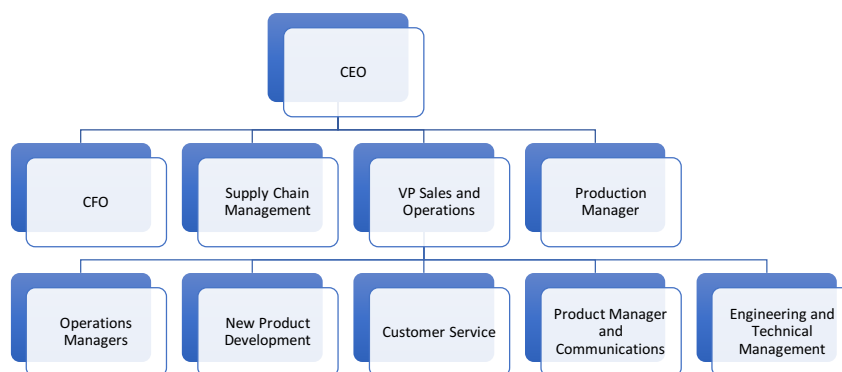 CEO
CFO
Supply Chain
Management
VP Sales and
Operations
Production
Manager
Operations
Managers
New Product
Development
Customer Service
Product Manager
and
Communications
Engineering and
Technical
Management